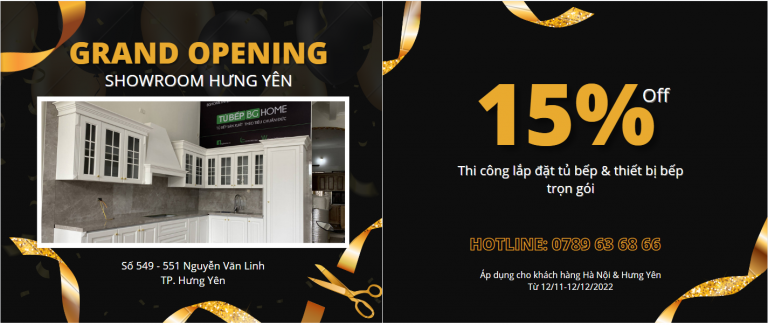 GRAND OPENING
SHOWROOM HƯNG YÊN
TỦ BẾP BG HOME
Số 549 - 551 Nguyễn Văn Linh
TP. Hưng Yên
15%
Off
Thi công lắp đặt tủ bếp & thiết bị bếp
trọn gói
HOTLINE: 0789 63 68 66
Áp dụng cho khách hàng Hà Nội & Hưng Yên
Từ 12/11-12/12/2022